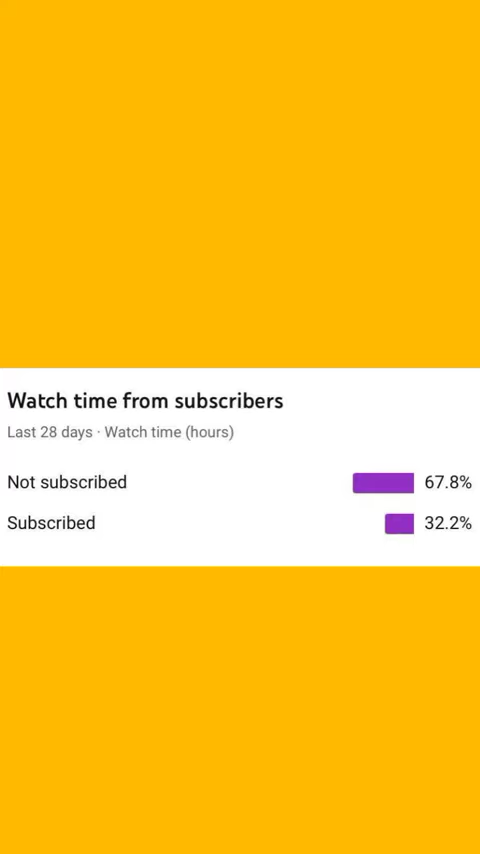 Watch time from subscribers
Last 28 days · Watch time (hours)
Not subscribed 67.8%
Subscribed 32.2%